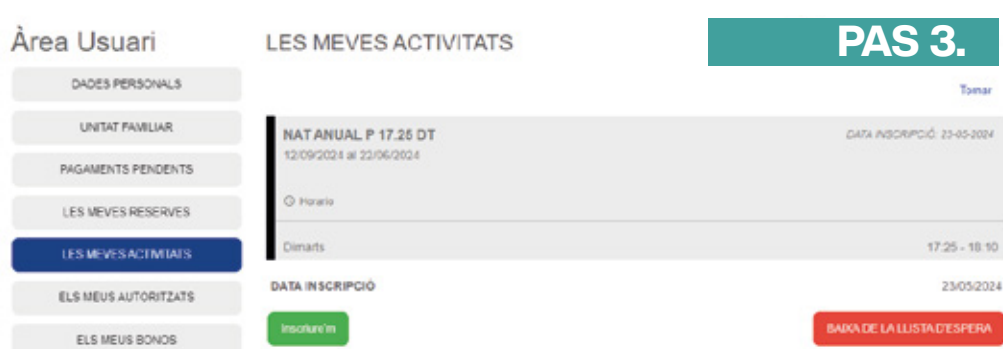 Àrea Usuari
DADES PERSONALS
UNITAT FAMILIAR
PAGAMENTS PENDENTS
LES MEVES RESERVES
LES MEVES ACTIVITATS
ELS MEUS AUTORITZATS
ELS MEUS BONOS
LES MEVES ACTIVITATS
PAS 3.
Tornar
NAT ANUAL P 17.25 DT
DATA INSCRIPCIÓ: 23-05-2024
12/09/2024 al 22/06/2024
Horario
Dimarts
17:25 - 18:10
DATA INSCRIPCIÓ
23/05/2024
Inscriure'm
BAIXA DE LA LLISTA D'ESPERA